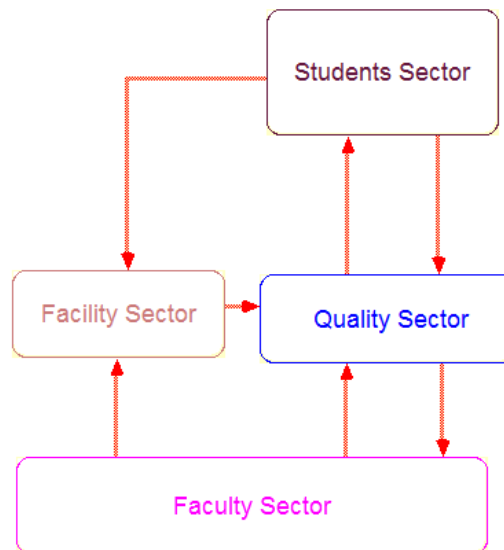 Students Sector
Facility Sector
Quality Sector
Faculty Sector